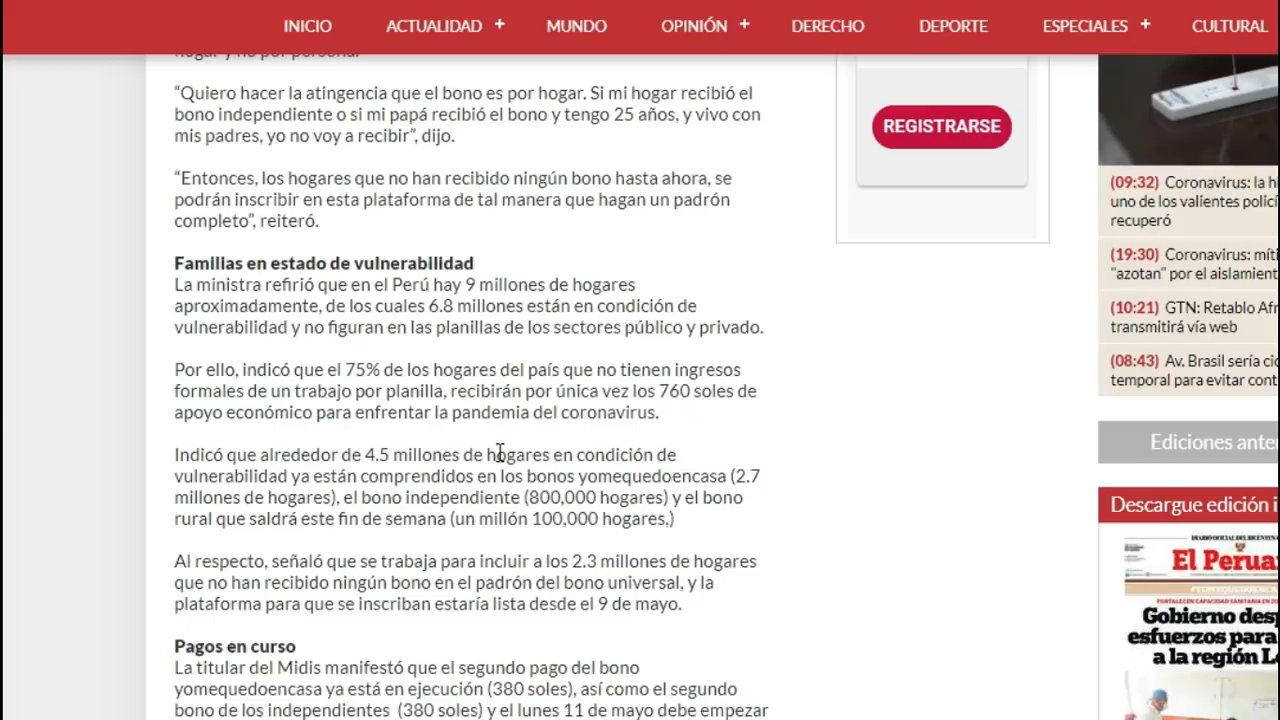 INICIO ACTUALIDAD + MUNDO OPINIÓN + DERECHO DEPORTE ESPECIALES + CULTURAL
“Quiero hacer la atingencia que el bono es por hogar. Si mi hogar recibió el
bono independiente o si mi papá recibió el bono y tengo 25 años, y vivo con
mis padres, yo no voy a recibir”, dijo.
“Entonces, los hogares que no han recibido ningún bono hasta ahora, se
podrán inscribir en esta plataforma de tal manera que hagan un padrón
completo”, reiteró.
Familias en estado de vulnerabilidad
La ministra refirió que en el Perú hay 9 millones de hogares
aproximadamente, de los cuales 6.8 millones están en condición de
vulnerabilidad y no figuran en las planillas de los sectores público y privado.
Por ello, indicó que el 75% de los hogares del país que no tienen ingresos
formales de un trabajo por planilla, recibirán por única vez los 760 soles de
apoyo económico para enfrentar la pandemia del coronavirus.
Indicó que alrededor de 4.5 millones de hogares en condición de
vulnerabilidad ya están comprendidos en los bonos yomequedoencasa (2.7
millones de hogares), el bono independiente (800,000 hogares) y el bono
rural que saldrá este fin de semana (un millón 100,000 hogares,)
Al respecto, señaló que se trabaja para incluir a los 2.3 millones de hogares
que no han recibido ningún bono en el padrón del bono universal, y la
plataforma para que se inscriban estaría lista desde el 9 de mayo.
Pagos en curso
La titular del Midis manifestó que el segundo pago del bono
yomequedoencasa ya está en ejecución (380 soles), así como el segundo
bono de los independientes (380 soles) y el lunes 11 de mayo debe empezar
REGISTRARSE
(09:32) Coronavirus: la
uno de los valientes
recuperó
(19:30) Coronavirus:
“azotan” por el
(10:21) GTN: Retablo
transmitirá vía web
(08:43) Av. Brasil sería
temporal para evitar
Ediciones
Descargue edición
El
Gobierno
esfuerzos para
a la región